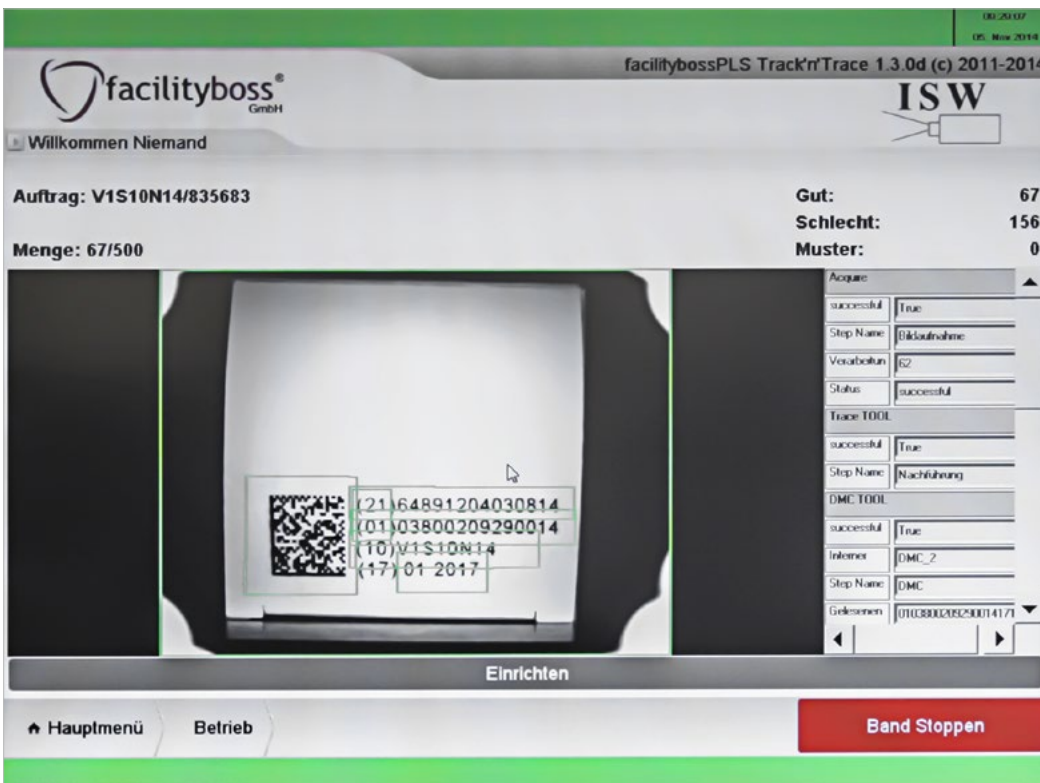 00:20:07
05. Nov 2014
facilitybossPLS Track'n'Trace 1.3.0d (c) 2011-2014
facilityboss®
GmbH
ISW
Willkommen Niemand
Auftrag: V1S10N14/835683
Menge: 67/500
Gut: 67
Schlecht: 156
Muster: 0
(21)64891204030814
(01)03800209290014
(10)V1S10N14
(17)01 2017
Acquire
successful True
Step Name Bildaufnahme
Verarbeitun 62
Status successful
Trace TOOL
successful True
Step Name Nachführung
DMC TOOL
successful True
Interner DMC_2
Step Name DMC
Gelesenen 0103800209290014171
Einrichten
Hauptmenü
Betrieb
Band Stoppen